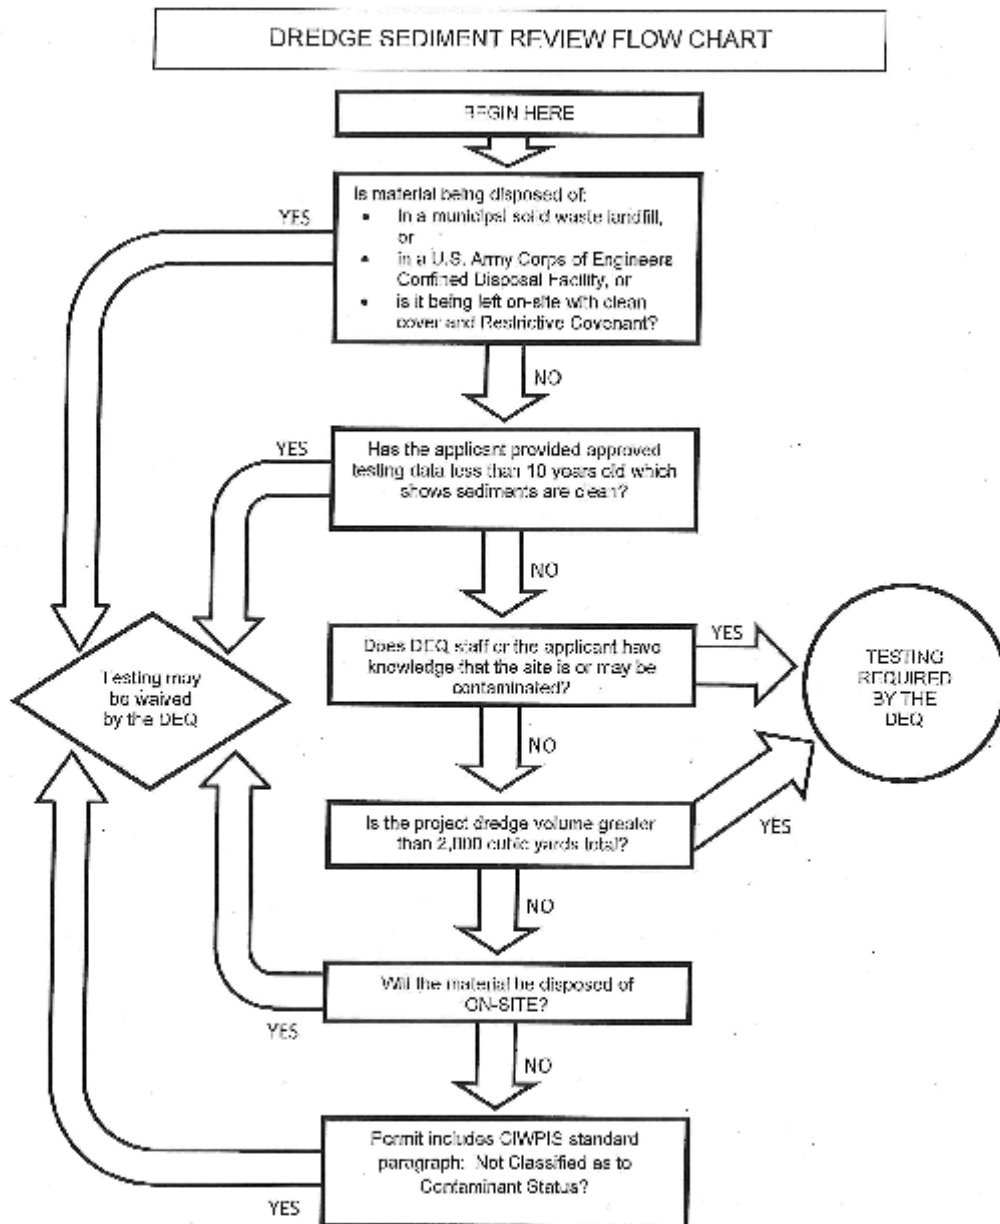 DREDGE SEDIMENT REVIEW FLOW CHART
BEGIN HERE
Is material being disposed of:
• In a municipal solid waste landfill,
or
• in a U.S. Army Corps of Engineers
Confined Disposal Facility, or
• is it being left on-site with clean
cover and Restrictive Covenant?
YES
NO
Has the applicant provided approved
testing data less than 10 years old which
shows sediments are clean?
YES
NO
Does DEQ staff or the applicant have
knowledge that the site is or may be
contaminated?
YES
TESTING
REQUIRED
BY THE
DEQ
Testing may
be waived
by the DEQ
NO
Is the project dredge volume greater
than 2,000 cubic yards total?
YES
NO
Will the material be disposed of
ON-SITE?
YES
NO
Permit includes CIWPIS standard
paragraph: Not Classified as to
Contaminant Status?
YES